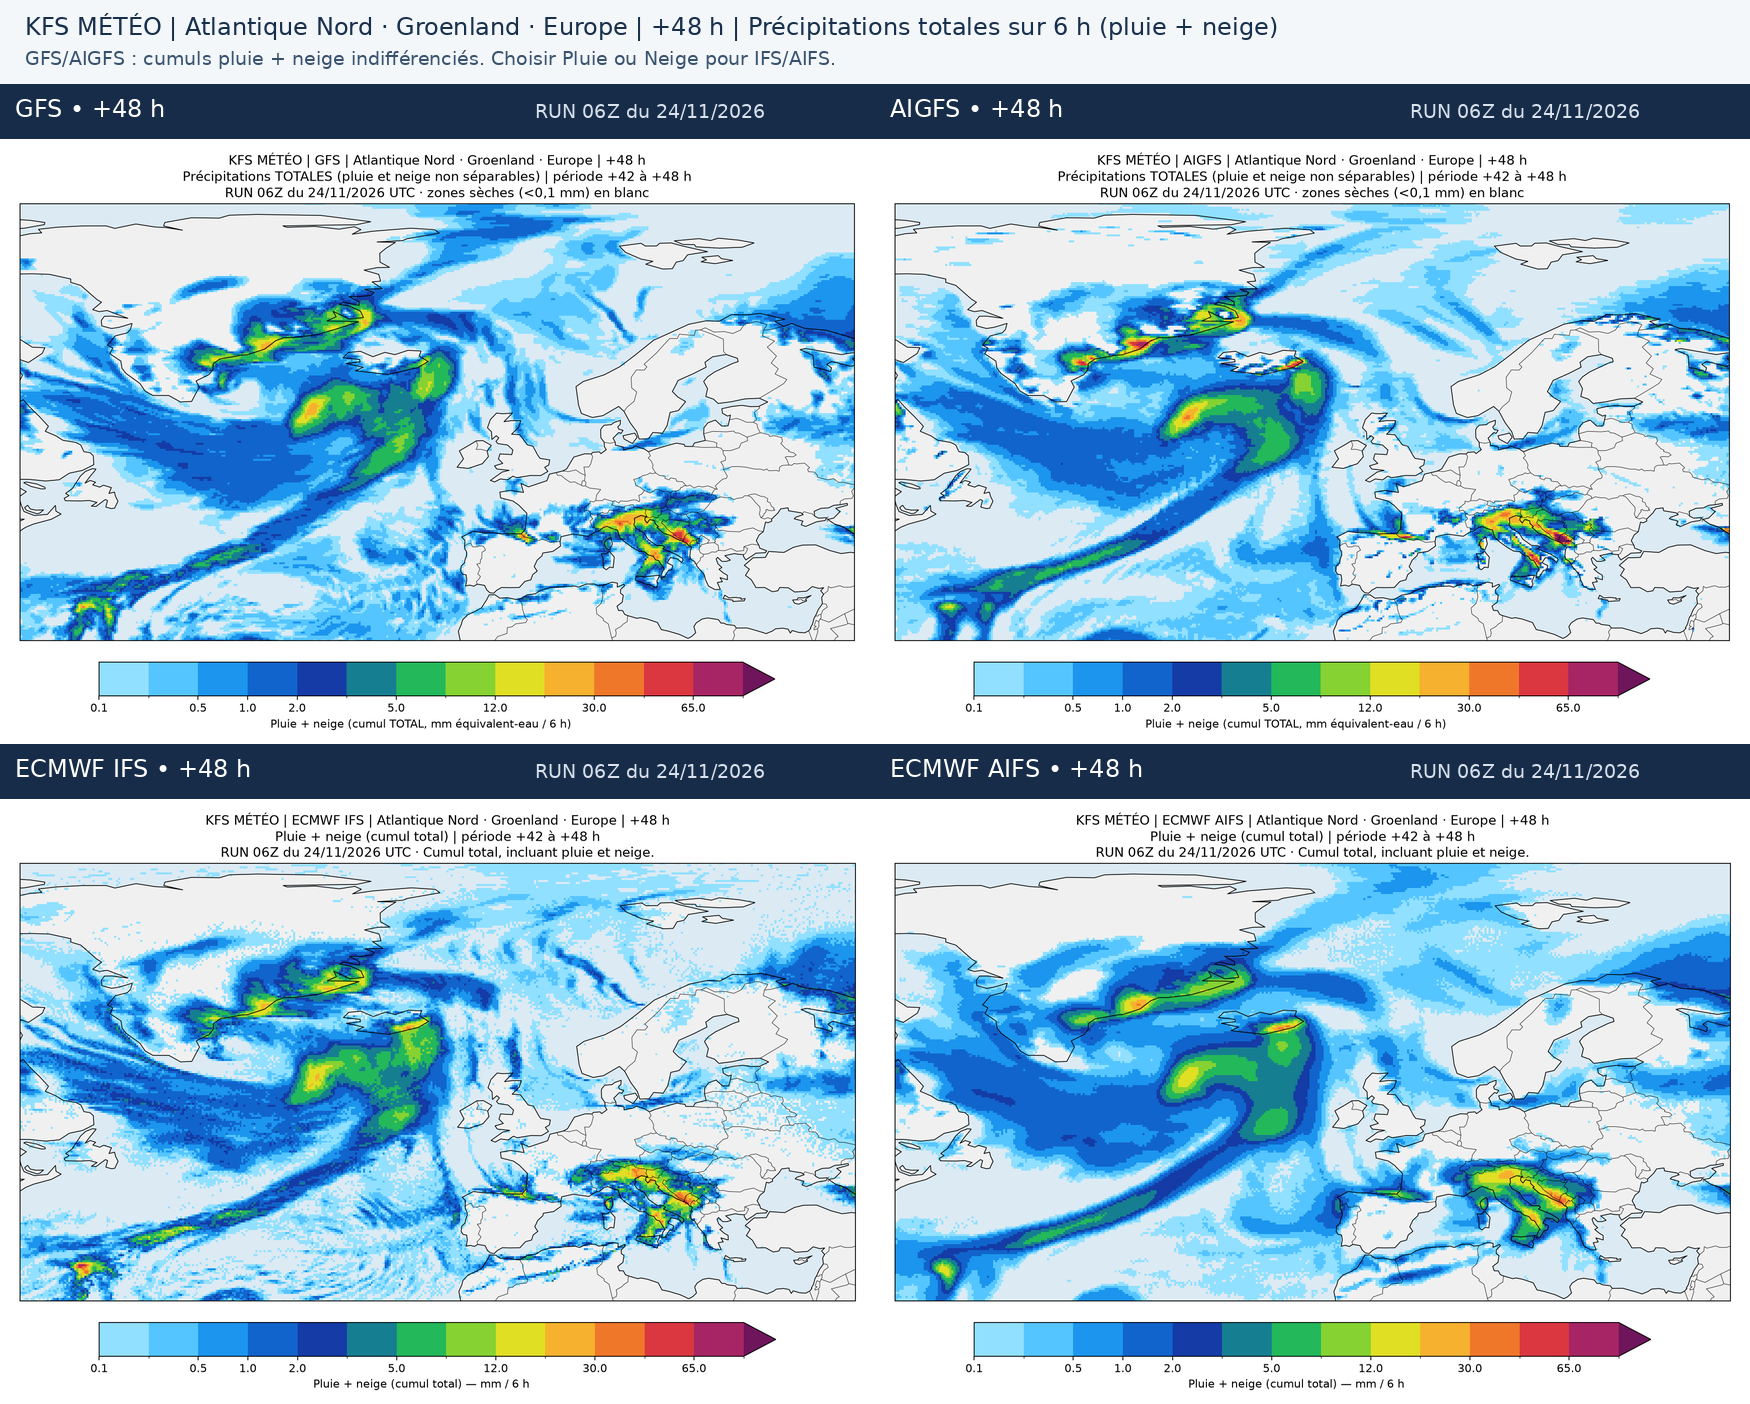 KFS MÉTÉO | Atlantique Nord · Groenland · Europe | +48 h | Précipitations totales sur 6 h (pluie + neige)
GFS/AIGFS : cumuls pluie + neige indifférenciés. Choisir Pluie ou Neige pour IFS/AIFS.
GFS • +48 h
RUN 06Z du 24/11/2026
AIGFS • +48 h
RUN 06Z du 24/11/2026
KFS MÉTÉO | GFS | Atlantique Nord · Groenland · Europe | +48 h
Précipitations TOTALES (pluie et neige non séparables) | période +42 à +48 h
RUN 06Z du 24/11/2026 UTC · zones sèches (<0,1 mm) en blanc
KFS MÉTÉO | AIGFS | Atlantique Nord · Groenland · Europe | +48 h
Précipitations TOTALES (pluie et neige non séparables) | période +42 à +48 h
RUN 06Z du 24/11/2026 UTC · zones sèches (<0,1 mm) en blanc
0.1 0.5 1.0 2.0 5.0 12.0 30.0 65.0
Pluie + neige (cumul TOTAL, mm équivalent-eau / 6 h)
0.1 0.5 1.0 2.0 5.0 12.0 30.0 65.0
Pluie + neige (cumul TOTAL, mm équivalent-eau / 6 h)
ECMWF IFS • +48 h
RUN 06Z du 24/11/2026
ECMWF AIFS • +48 h
RUN 06Z du 24/11/2026
KFS MÉTÉO | ECMWF IFS | Atlantique Nord · Groenland · Europe | +48 h
Pluie + neige (cumul total) | période +42 à +48 h
RUN 06Z du 24/11/2026 UTC · Cumul total, incluant pluie et neige.
KFS MÉTÉO | ECMWF AIFS | Atlantique Nord · Groenland · Europe | +48 h
Pluie + neige (cumul total) | période +42 à +48 h
RUN 06Z du 24/11/2026 UTC · Cumul total, incluant pluie et neige.
0.1 0.5 1.0 2.0 5.0 12.0 30.0 65.0
Pluie + neige (cumul total) — mm / 6 h
0.1 0.5 1.0 2.0 5.0 12.0 30.0 65.0
Pluie + neige (cumul total) — mm / 6 h